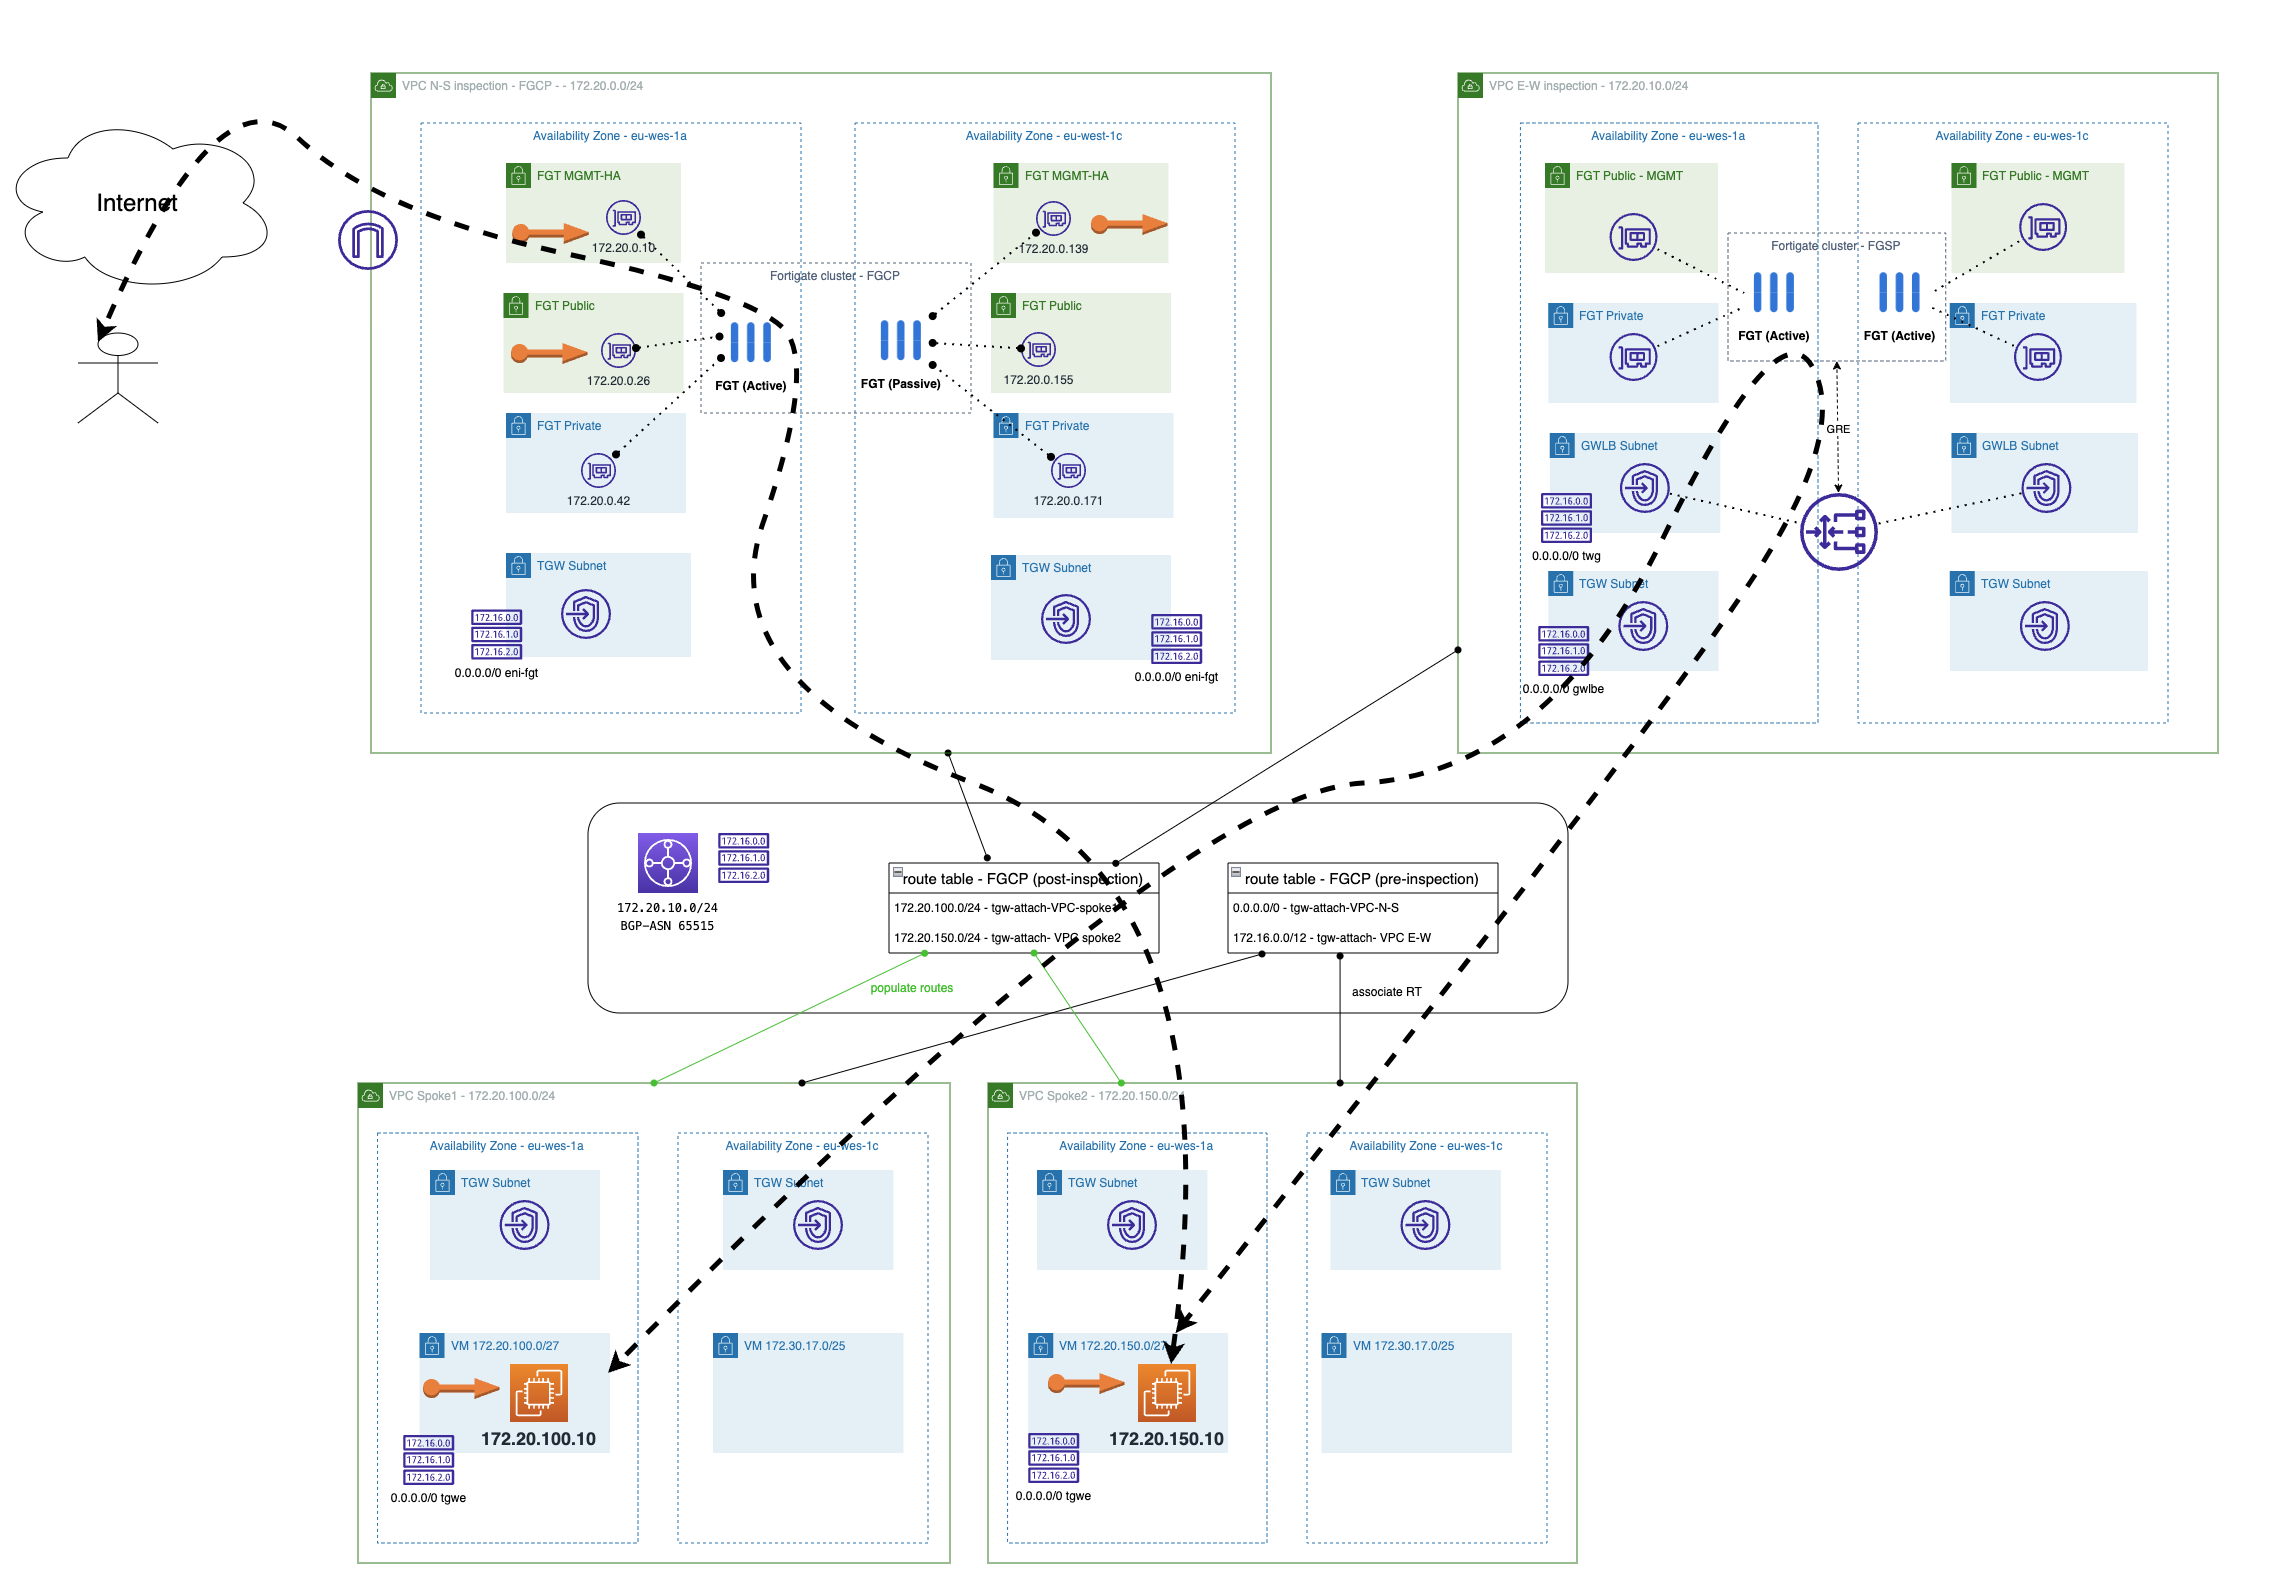 VPC N-S inspection - FGCP - - 172.20.0.0/24
VPC E-W inspection - 172.20.10.0/24
Internet
Availability Zone - eu-wes-1a
Availability Zone - eu-west-1c
FGT MGMT-HA
172.20.0.10
FGT MGMT-HA
172.20.0.139
Fortigate cluster - FGCP
FGT Public
172.20.0.26
FGT (Active)
FGT (Passive)
FGT Public
172.20.0.155
FGT Private
172.20.0.42
FGT Private
172.20.0.171
TGW Subnet
172.16.0.0
172.16.1.0
172.16.2.0
0.0.0.0/0 eni-fgt
TGW Subnet
172.16.0.0
172.16.1.0
172.16.2.0
0.0.0.0/0 eni-fgt
Availability Zone - eu-wes-1a
Availability Zone - eu-wes-1c
FGT Public - MGMT
FGT Public - MGMT
Fortigate cluster - FGSP
FGT (Active)
FGT (Active)
FGT Private
FGT Private
GRE
GWLB Subnet
172.16.0.0
172.16.1.0
172.16.2.0
0.0.0.0/0 twg
GWLB Subnet
TGW Subnet
172.16.0.0
172.16.1.0
172.16.2.0
0.0.0.0/0 gwlbe
TGW Subnet
172.16.0.0
172.16.1.0
172.16.2.0
172.20.10.0/24
BGP-ASN 65515
route table - FGCP (post-inspection)
172.20.100.0/24 - tgw-attach-VPC-spoke1
172.20.150.0/24 - tgw-attach- VPC spoke2
route table - FGCP (pre-inspection)
0.0.0.0/0 - tgw-attach-VPC-N-S
172.16.0.0/12 - tgw-attach- VPC E-W
populate routes
associate RT
VPC Spoke1 - 172.20.100.0/24
Availability Zone - eu-wes-1a
Availability Zone - eu-wes-1c
TGW Subnet
TGW Subnet
VM 172.20.100.0/27
172.20.100.10
172.16.0.0
172.16.1.0
172.16.2.0
0.0.0.0/0 tgwe
VM 172.30.17.0/25
VPC Spoke2 - 172.20.150.0/24
Availability Zone - eu-wes-1a
Availability Zone - eu-wes-1c
TGW Subnet
TGW Subnet
VM 172.20.150.0/27
172.20.150.10
172.16.0.0
172.16.1.0
172.16.2.0
0.0.0.0/0 tgwe
VM 172.30.17.0/25